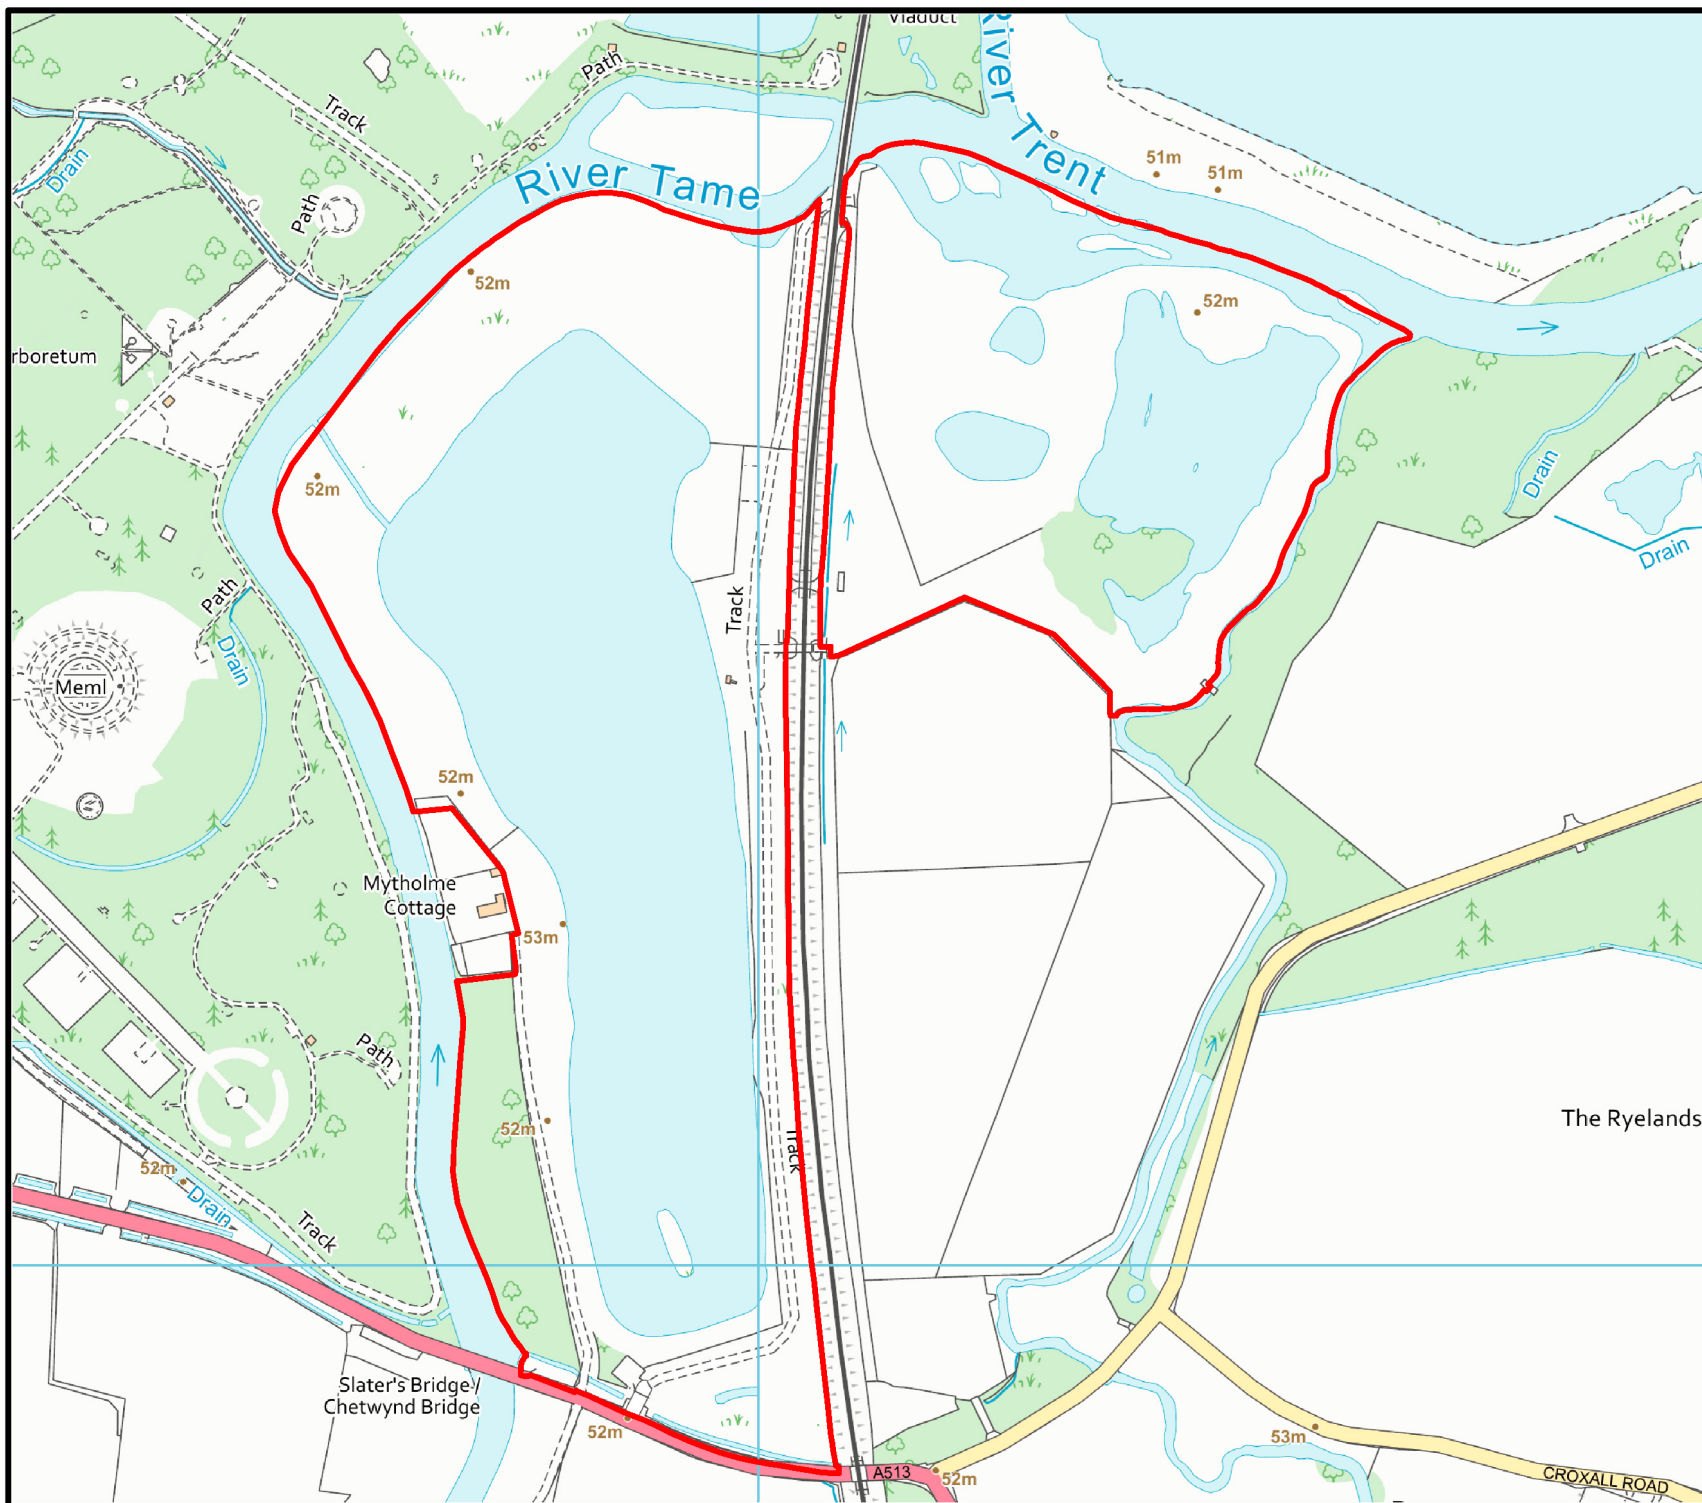 Viaduct
River
Trent
Path
Track
Drain
River Tame
51m
51m
Path
52m
52m
rboretum
52m
Drain
Drain
Path
Track
Drain
Meml
52m
Mytholme
Cottage
53m
Path
The Ryelands
52m
Track
52m
Drain
Track
Slater's Bridge /
Chetwynd Bridge
52m
53m
A513
52m
CROXALL ROAD